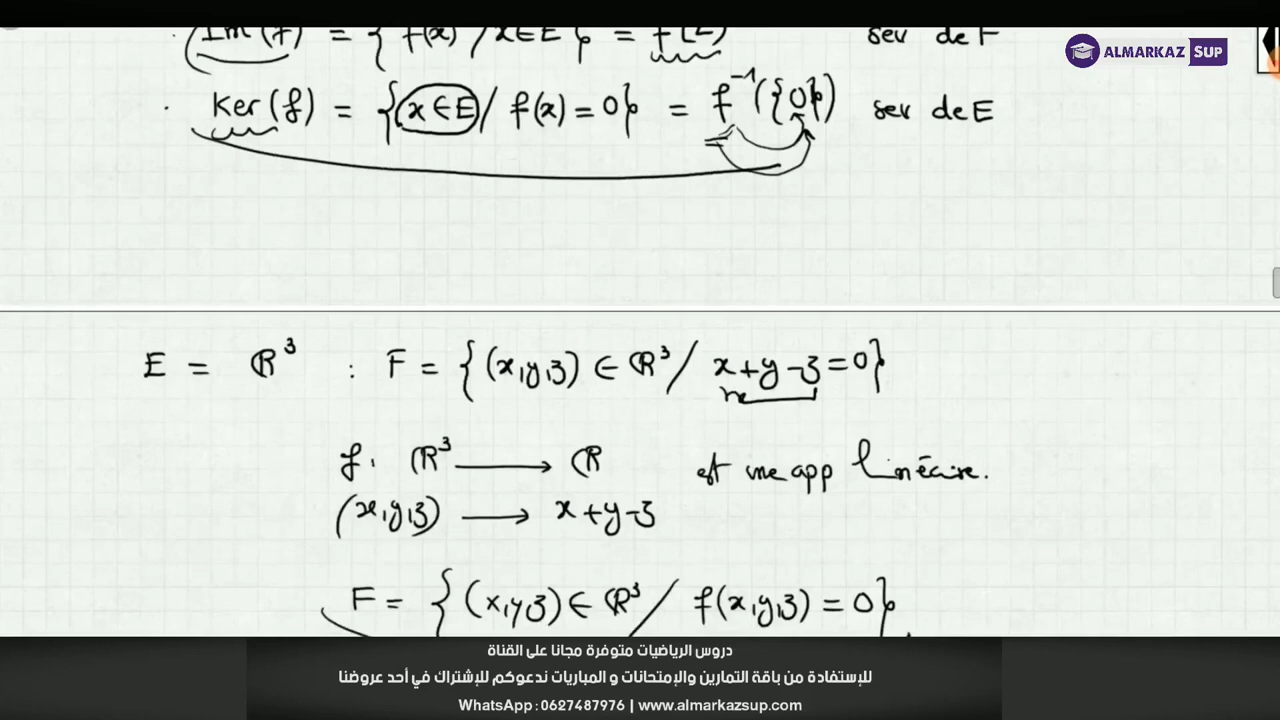 Im(f) = { f(x) / x ∈ E } = f(E) sev de F
ALMARKAZ SUP
· Ker(f) = { x ∈ E / f(x) = 0 } = f⁻¹({0}) sev de E
E = ℝ³ : F = { (x,y,z) ∈ ℝ³ / x+y-z = 0 }
f: ℝ³ ⟶ ℝ est une app linéaire.
(x,y,z) ⟶ x+y-z
F = { (x,y,z) ∈ ℝ³ / f(x,y,z) = 0 }
دروس الرياضيات متوفرة مجانا على القناة
للإستفادة من باقة التمارين والإمتحانات و المباريات ندعوكم للإشتراك في أحد عروضنا
WhatsApp : 0627487976 | www.almarkazsup.com